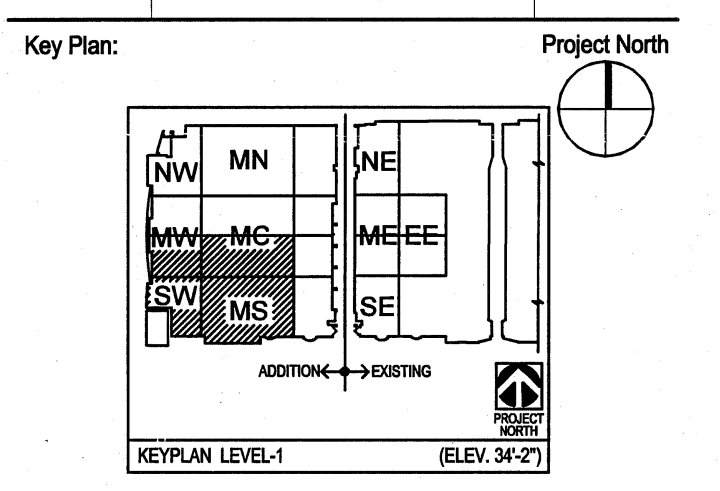 Key Plan:
Project North
NW MN NE
MW MC ME EE
SW MS SE
ADDITION EXISTING
PROJECT
NORTH
KEYPLAN LEVEL-1 (ELEV. 34'-2")